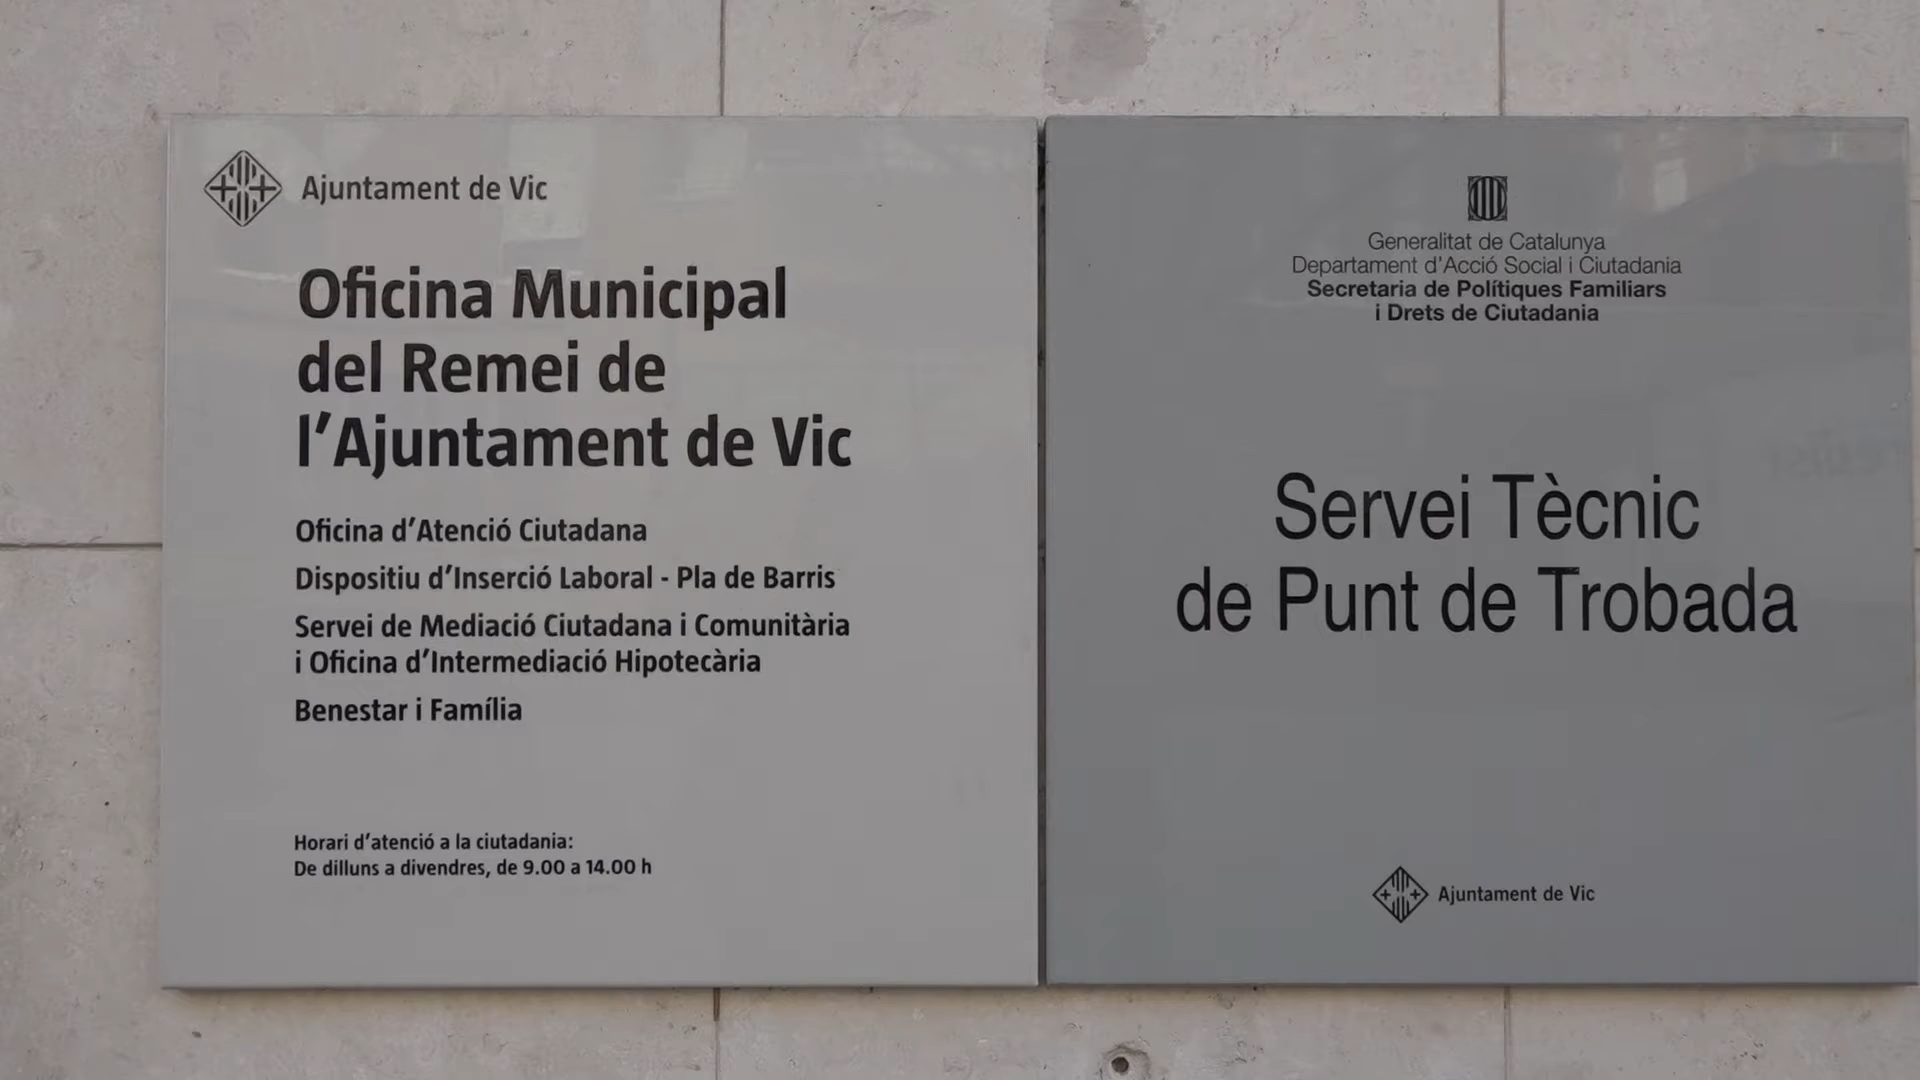 Ajuntament de Vic
Oficina Municipal
del Remei de
l'Ajuntament de Vic
Oficina d'Atenció Ciutadana
Dispositiu d'Inserció Laboral - Pla de Barris
Servei de Mediació Ciutadana i Comunitària
i Oficina d'Intermediació Hipotecària
Benestar i Família
Horari d'atenció a la ciutadania:
De dilluns a divendres, de 9.00 a 14.00 h
Generalitat de Catalunya
Departament d'Acció Social i Ciutadania
Secretaria de Polítiques Familiars
i Drets de Ciutadania
Servei Tècnic
de Punt de Trobada
Ajuntament de Vic